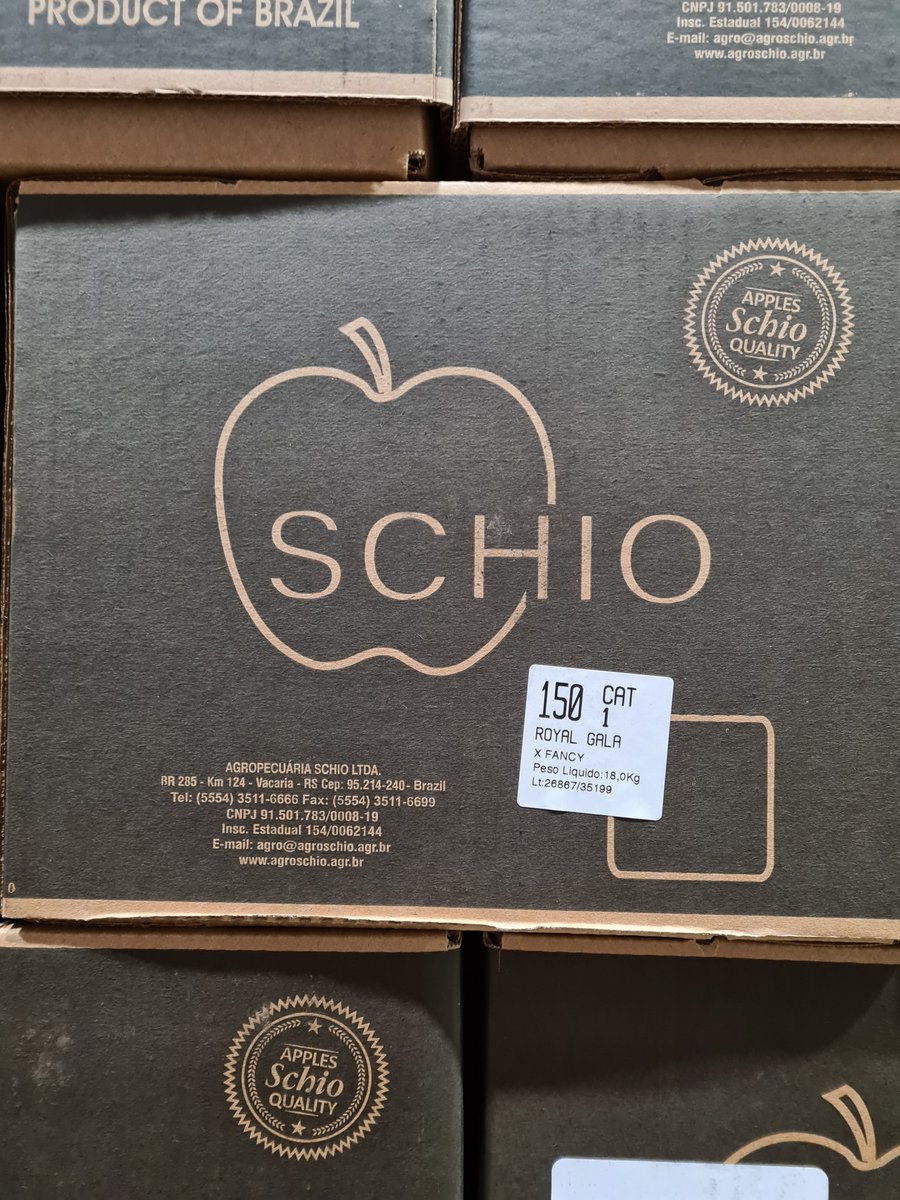 PRODUCT OF BRAZIL
CNPJ 91.501.783/0008-19
Insc. Estadual 154/0062144
E-mail: agro@agroschio.agr.br
www.agroschio.agr.br
APPLES
Schio
QUALITY
SCHIO
150 CAT
1
ROYAL GALA
X FANCY
Peso Liquido:18,0Kg
Lt:26867/35199
AGROPECUÁRIA SCHIO LTDA.
BR 285 - Km 124 - Vacaria - RS Cep: 95.214-240- Brazil
Tel: (5554) 3511-6666 Fax: (5554) 3511-6699
CNPJ 91.501.783/0008-19
Insc. Estadual 154/0062144
E-mail: agro@agroschio.agr.br
www.agroschio.agr.br
APPLES
Schio
QUALITY